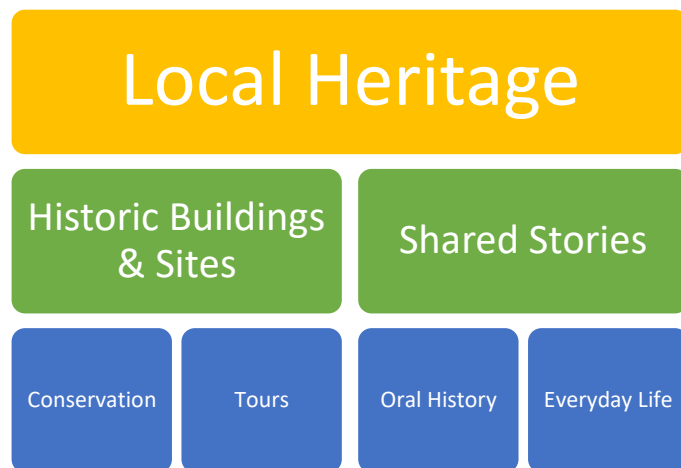 Local Heritage
Historic Buildings
& Sites
Shared Stories
Conservation
Tours
Oral History
Everyday Life